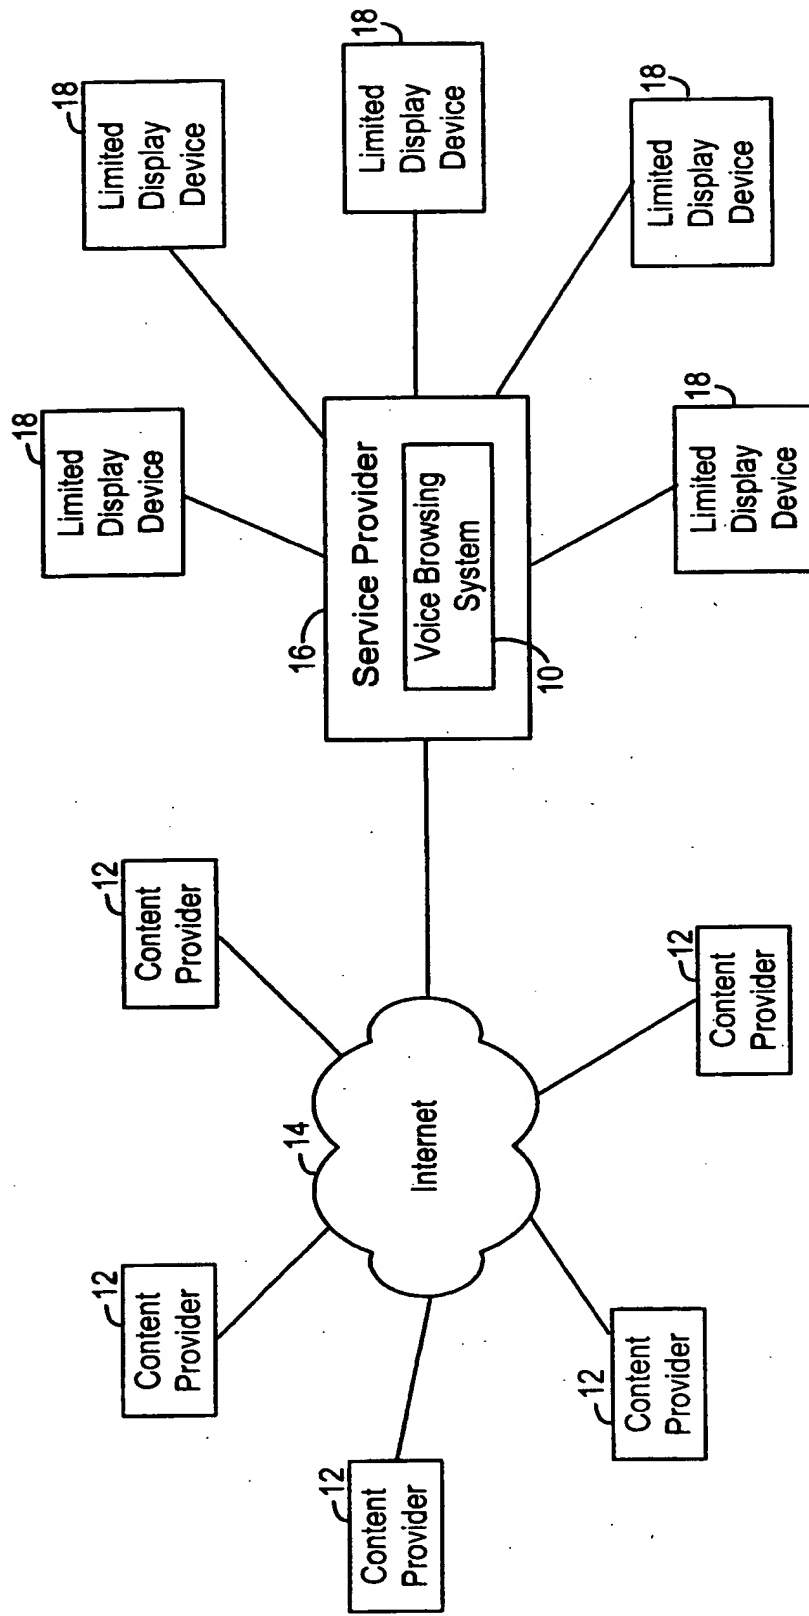 12
Content
Provider
12
Content
Provider
12
Content
Provider
12
Content
Provider
12
Content
Provider
14
Internet
16
Service Provider
Voice Browsing
System
10
18
Limited
Display
Device
18
Limited
Display
Device
18
Limited
Display
Device
18
Limited
Display
Device
18
Limited
Display
Device